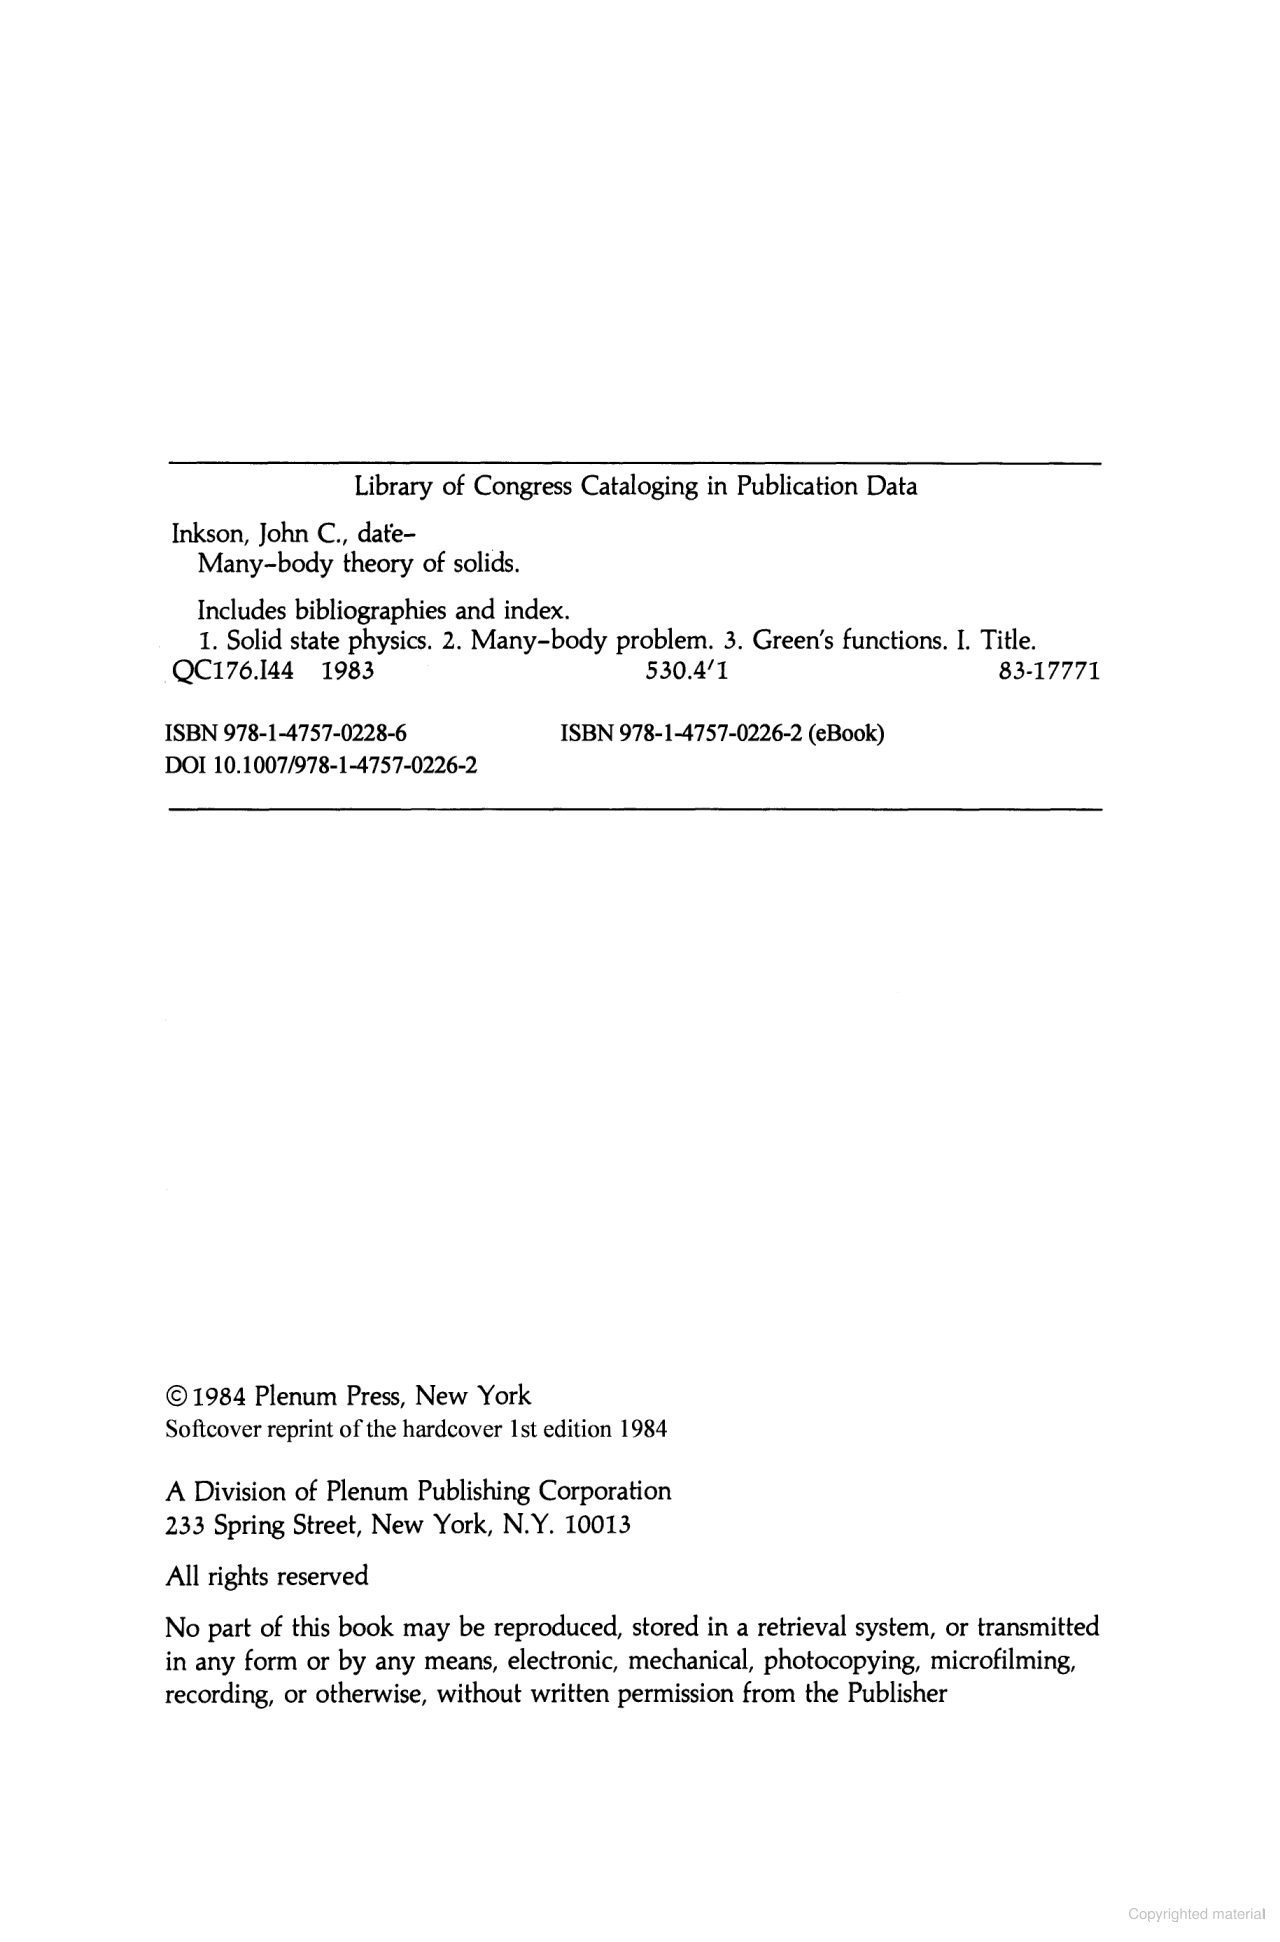 Library of Congress Cataloging in Publication Data
Inkson, John C., date–
Many–body theory of solids.
Includes bibliographies and index.
1. Solid state physics. 2. Many–body problem. 3. Green's functions. I. Title.
QC176.I44 1983 530.4′1 83-17771
ISBN 978-1-4757-0228-6 ISBN 978-1-4757-0226-2 (eBook)
DOI 10.1007/978-1-4757-0226-2
© 1984 Plenum Press, New York
Softcover reprint of the hardcover 1st edition 1984
A Division of Plenum Publishing Corporation
233 Spring Street, New York, N.Y. 10013
All rights reserved
No part of this book may be reproduced, stored in a retrieval system, or transmitted
in any form or by any means, electronic, mechanical, photocopying, microfilming,
recording, or otherwise, without written permission from the Publisher
Copyrighted material